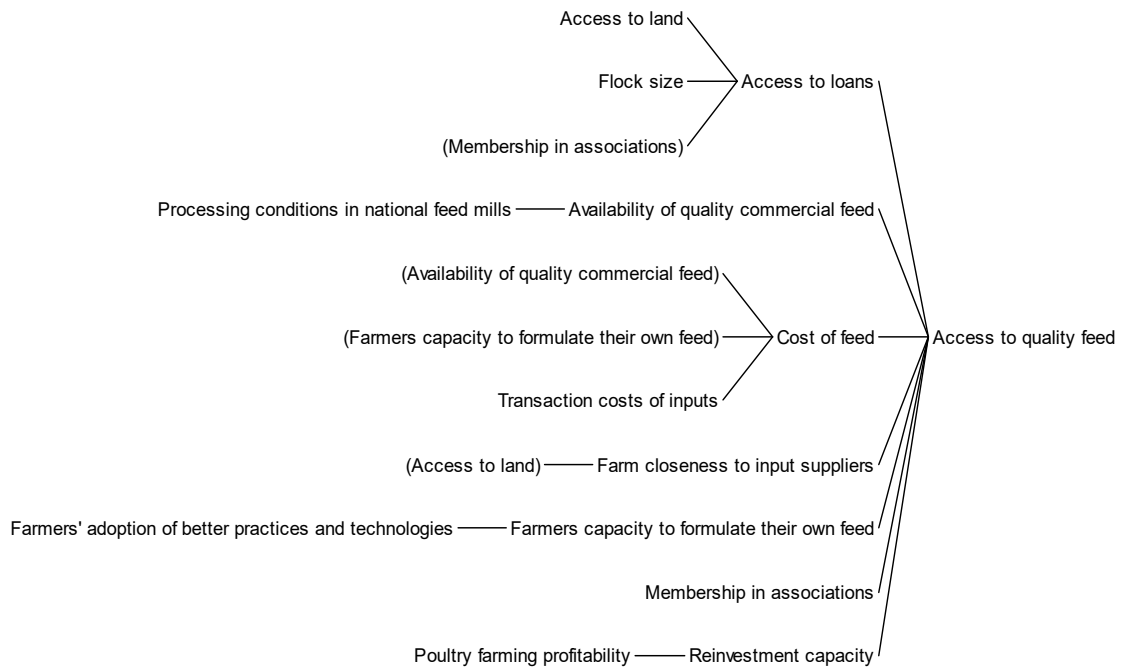 Access to land
Flock size
Access to loans
(Membership in associations)
Processing conditions in national feed mills
Availability of quality commercial feed
(Availability of quality commercial feed)
(Farmers capacity to formulate their own feed)
Cost of feed
Access to quality feed
Transaction costs of inputs
(Access to land)
Farm closeness to input suppliers
Farmers' adoption of better practices and technologies
Farmers capacity to formulate their own feed
Membership in associations
Poultry farming profitability
Reinvestment capacity